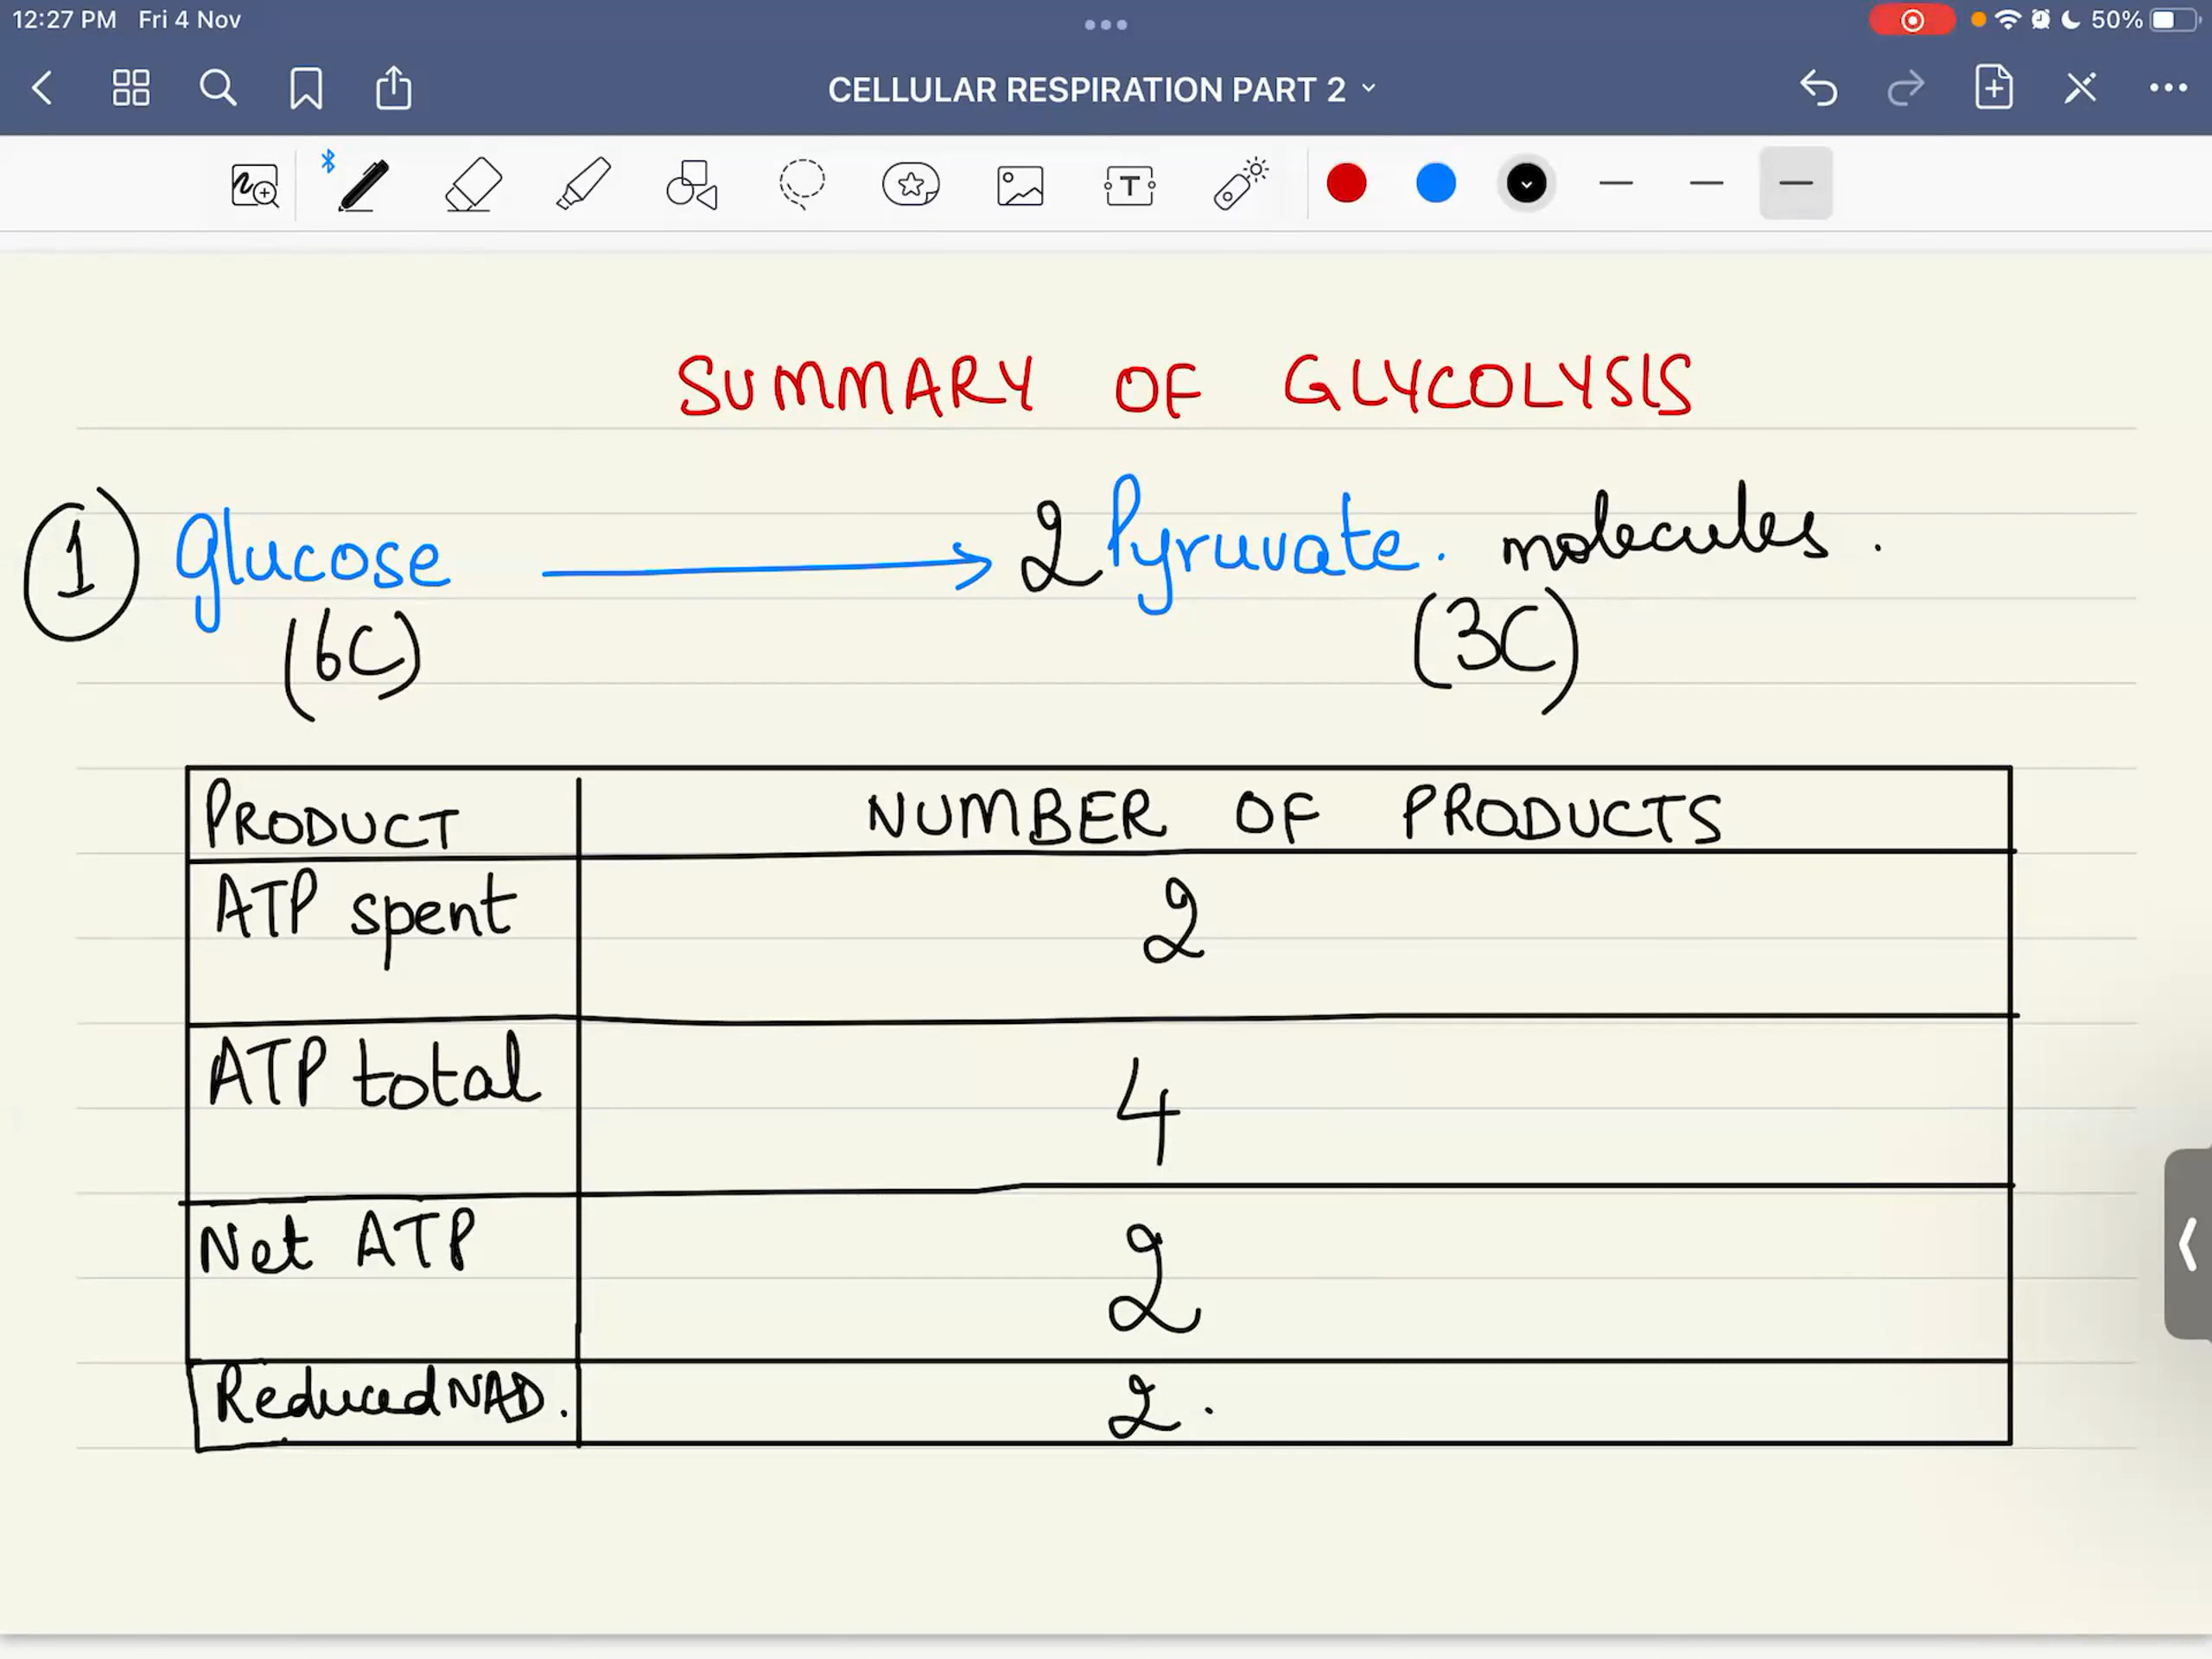 12:27 PM Fri 4 Nov 50%
CELLULAR RESPIRATION PART 2
T
SUMMARY OF GLYCOLYSIS
1 glucose → 2 Pyruvate. molecules.
(6C) (3C)
PRODUCT NUMBER OF PRODUCTS
ATP spent 2
ATP total 4
Net ATP 2
Reduced NAD. 2.